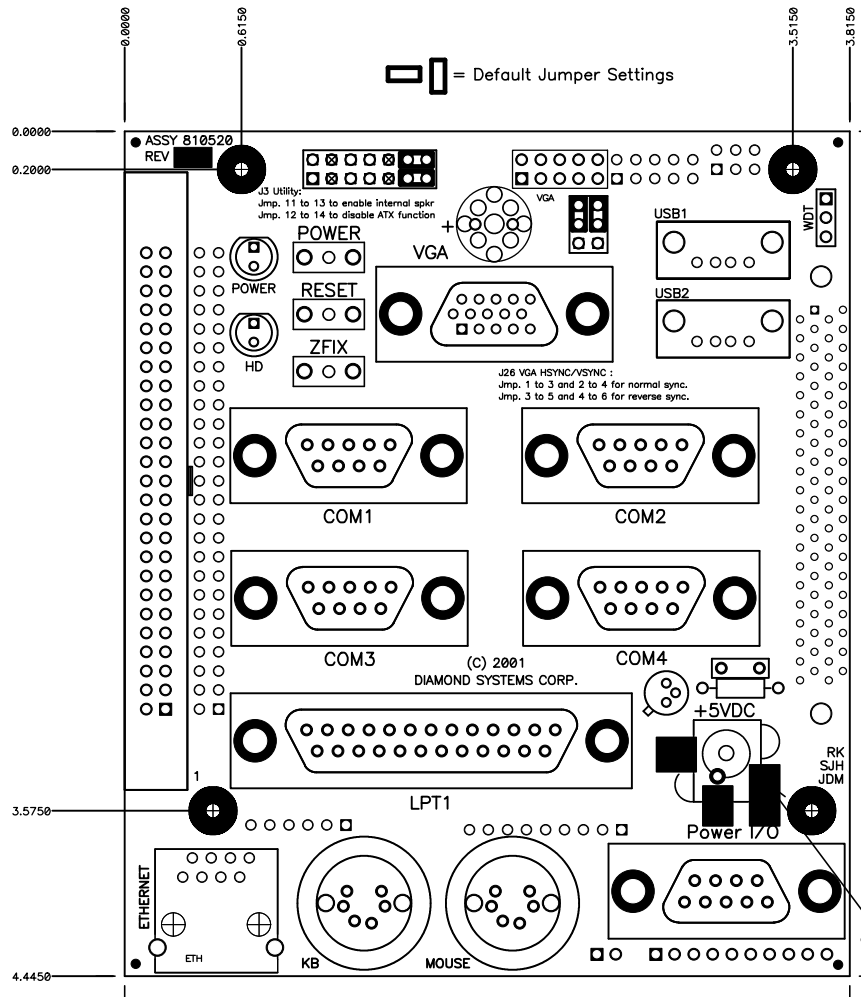 0.0000
0.6150
3.5150
3.8150
= Default Jumper Settings
0.0000
ASSY 810520
REV
0.2000
J3 Utility:
Jmp. 11 to 13 to enable internal spkr
Jmp. 12 to 14 to disable ATX function
VGA
WDT
USB1
POWER
+
VGA
POWER
RESET
USB2
ZFIX
HD
J26 VGA HSYNC/VSYNC :
Jmp. 1 to 3 and 2 to 4 for normal sync.
Jmp. 3 to 5 and 4 to 6 for reverse sync.
COM1
COM2
COM3
COM4
(C) 2001
DIAMOND SYSTEMS CORP.
+5VDC
RK
SJH
JDM
1
LPT1
3.5750
Power I/O
ETHERNET
ETH
KB
MOUSE
4.4450